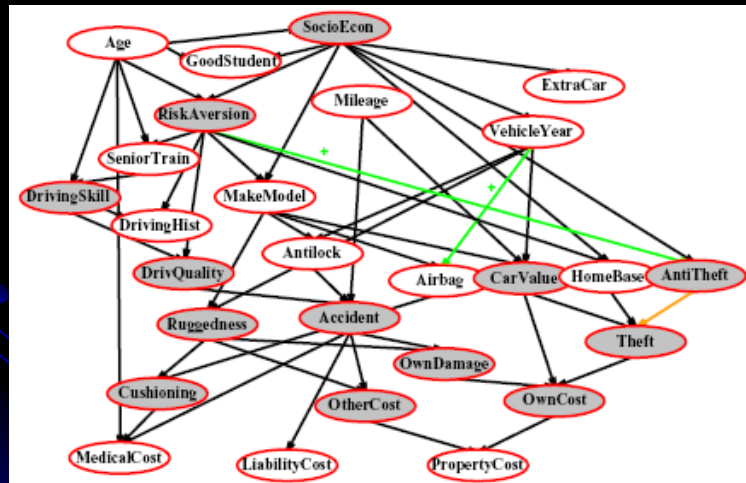 SocioEcon
Age
GoodStudent
ExtraCar
Mileage
RiskAversion
VehicleYear
+
SeniorTrain
+
DrivingSkill
MakeModel
DrivingHist
Antilock
DrivQuality
Airbag
CarValue
HomeBase
AntiTheft
Ruggedness
Accident
Theft
OwnDamage
Cushioning
OtherCost
OwnCost
MedicalCost
LiabilityCost
PropertyCost